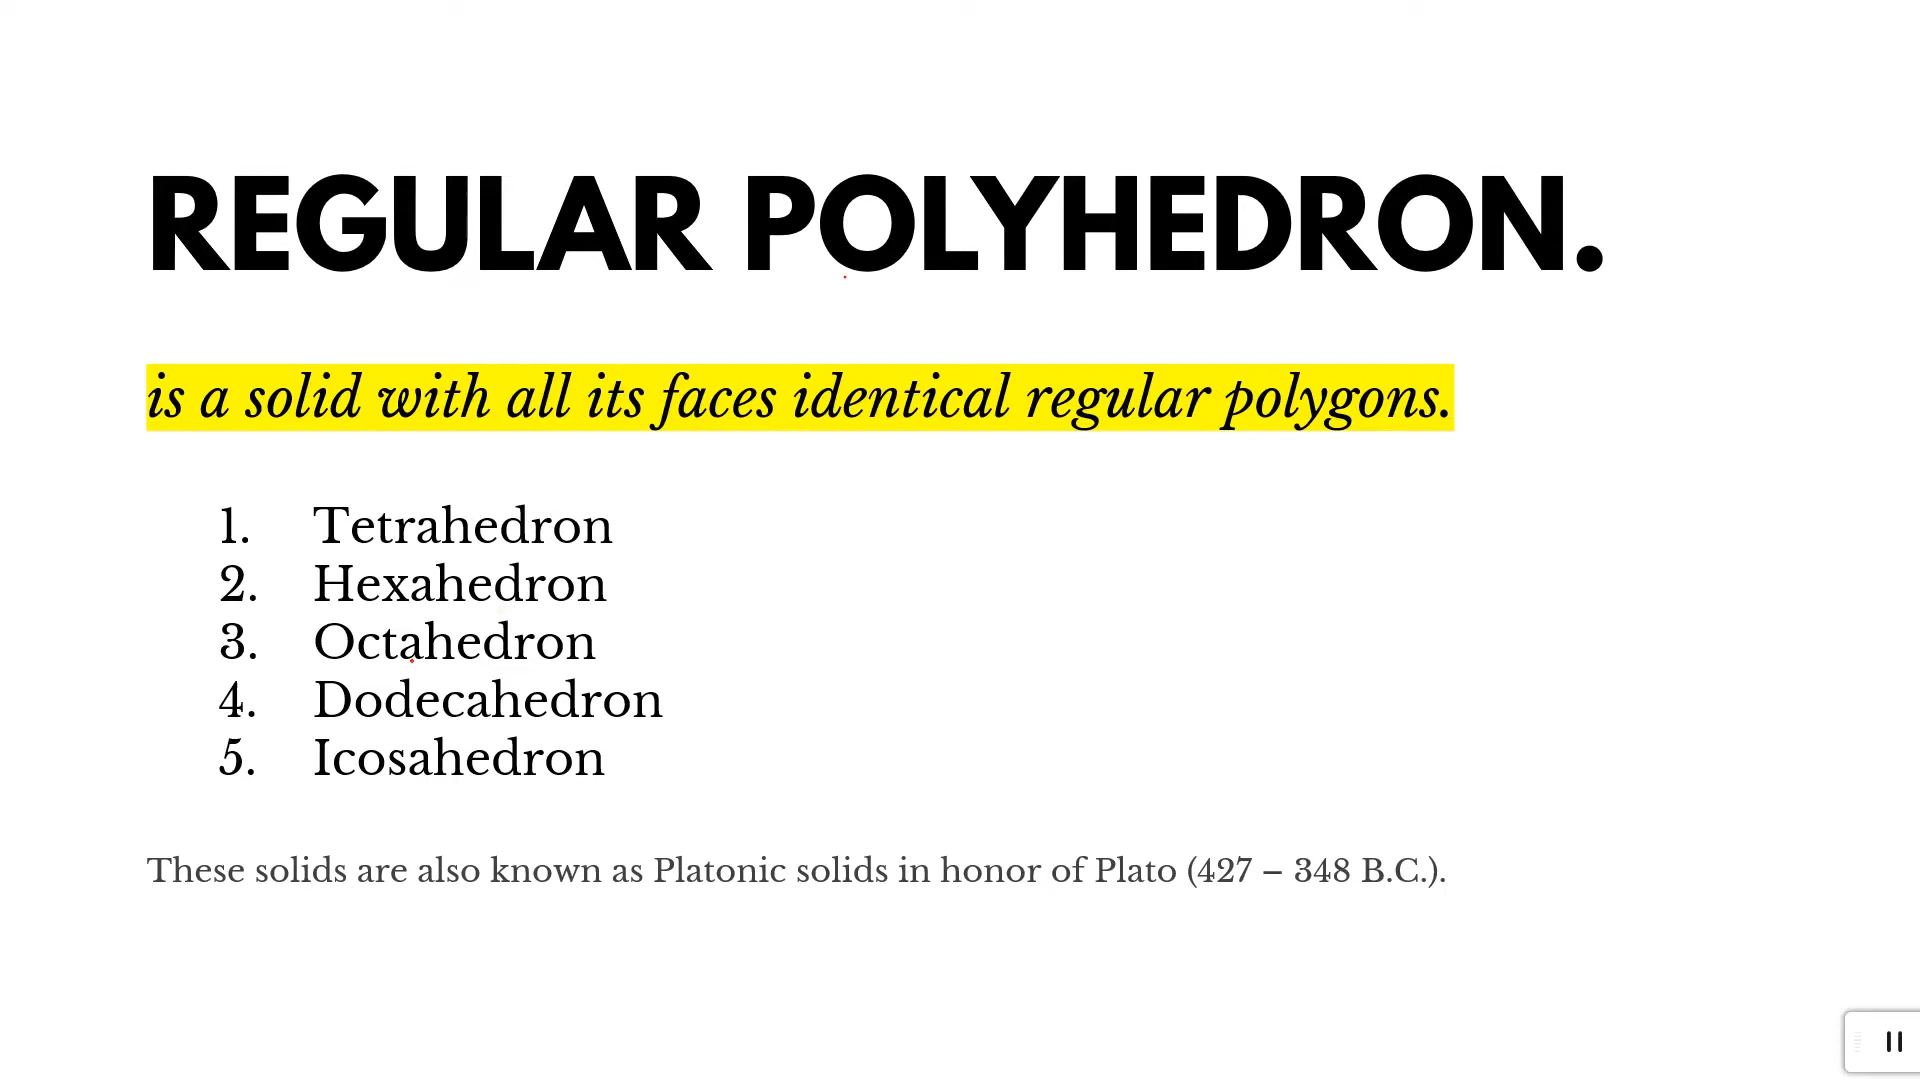 REGULAR POLYHEDRON.
is a solid with all its faces identical regular polygons.
1. Tetrahedron
2. Hexahedron
3. Octahedron
4. Dodecahedron
5. Icosahedron
These solids are also known as Platonic solids in honor of Plato (427 – 348 B.C.).